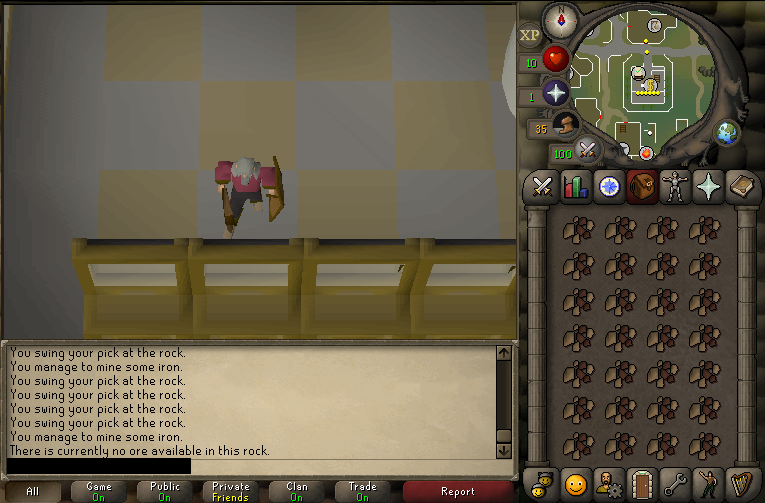 N
XP
10
1
35
100
You swing your pick at the rock.
You manage to mine some iron.
You swing your pick at the rock.
You swing your pick at the rock.
You swing your pick at the rock.
You swing your pick at the rock.
You manage to mine some iron.
There is currently no ore available in this rock.
All
Game
On
Public
On
Private
Friends
Clan
On
Trade
On
Report